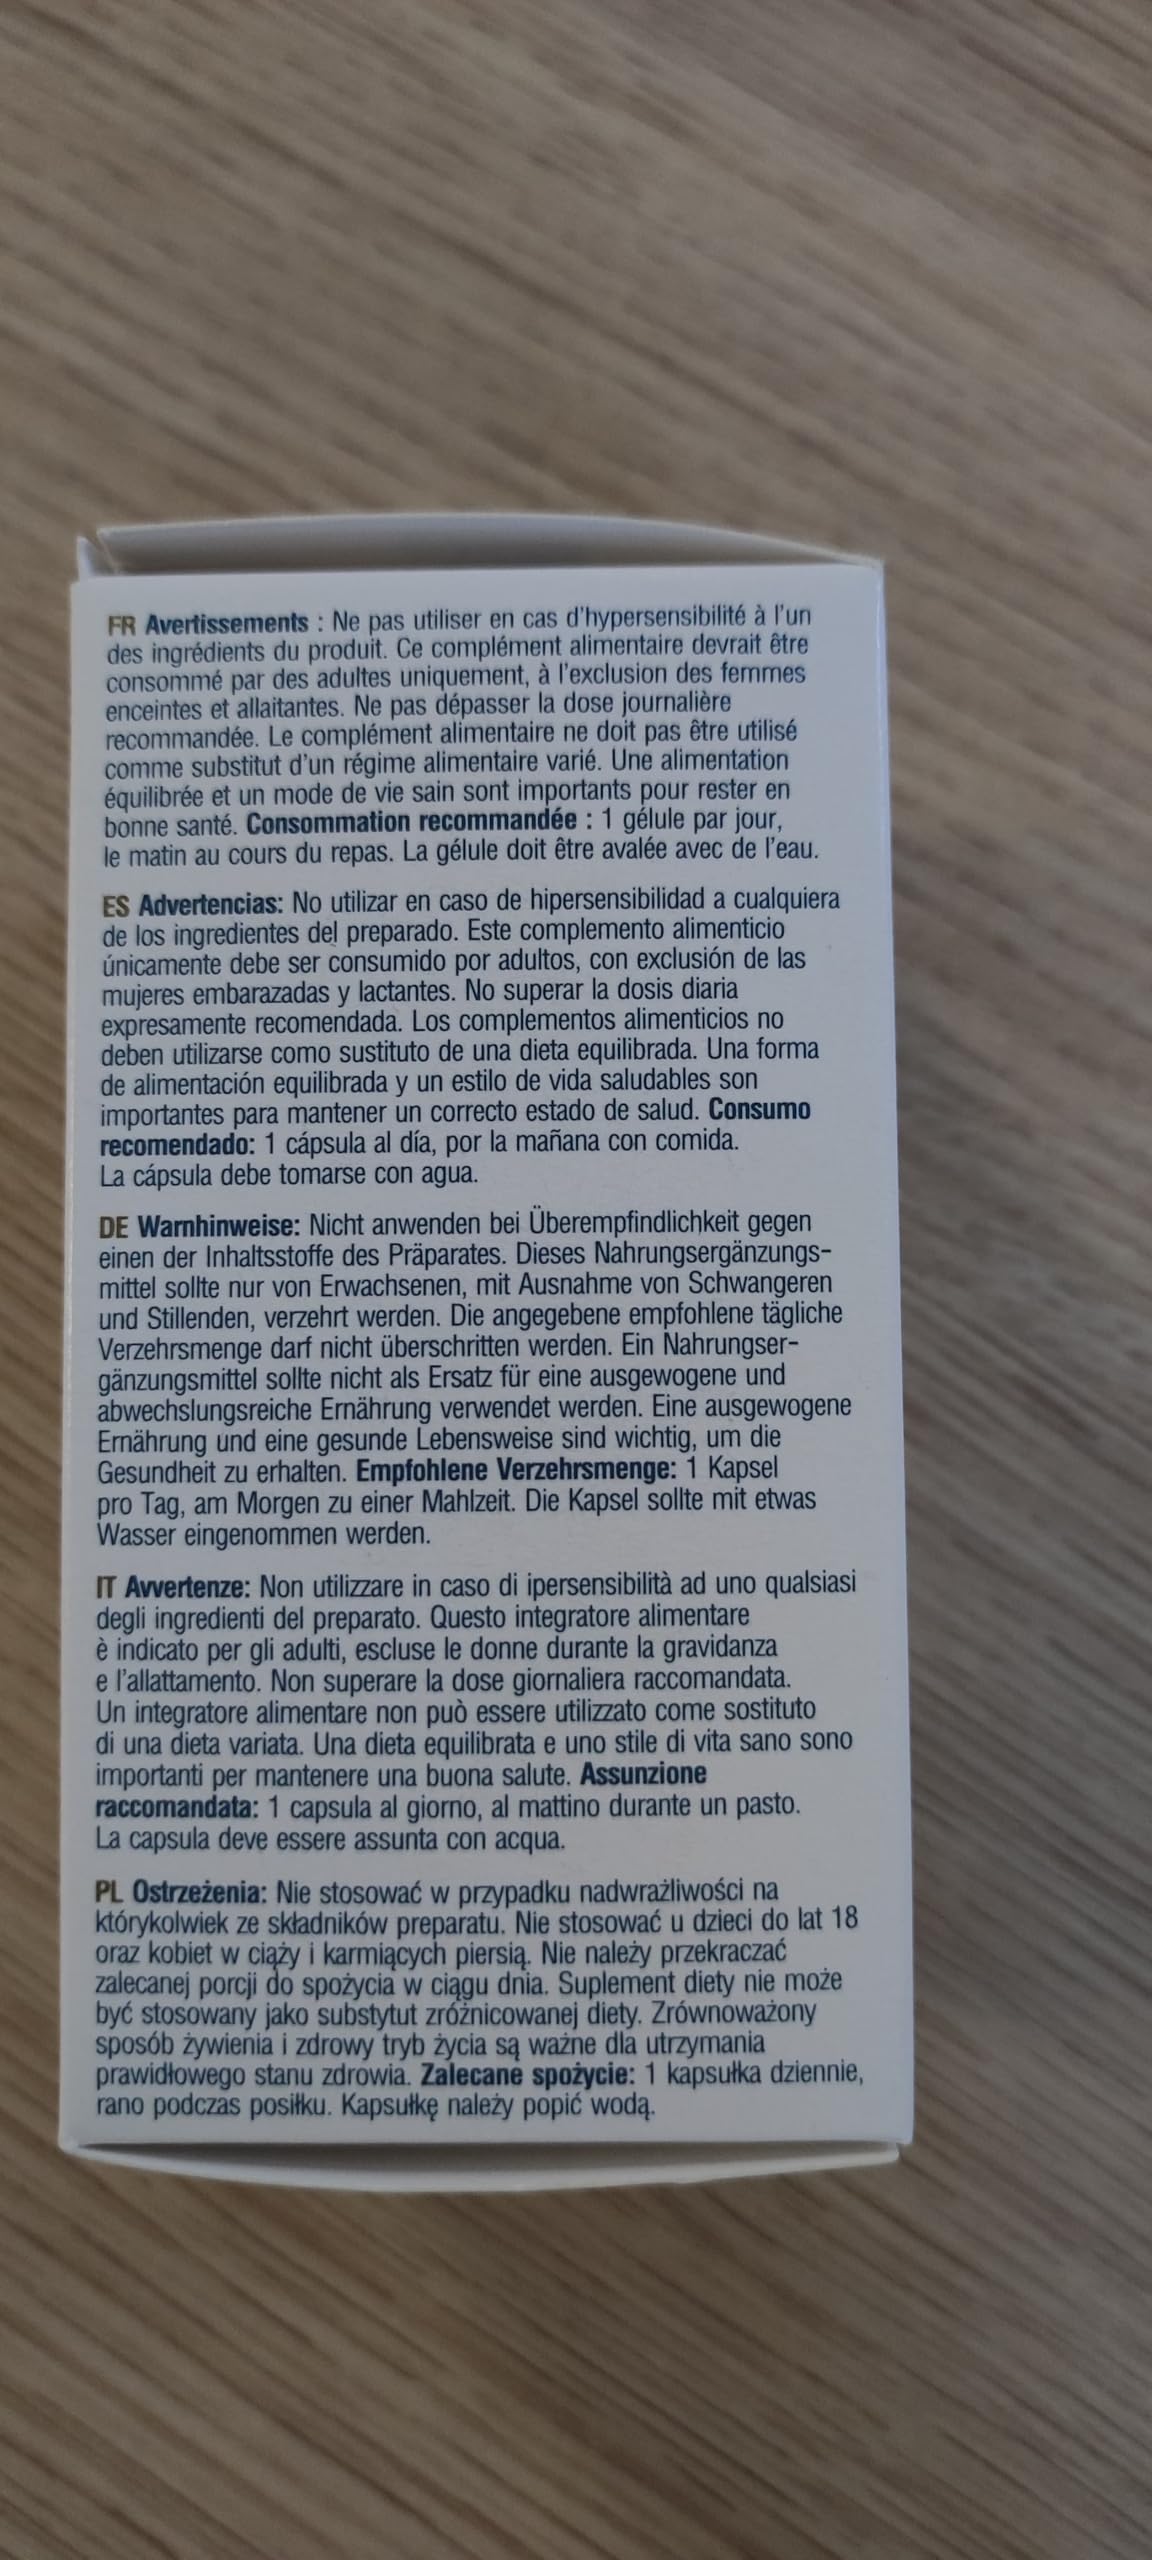 FR Avertissements : Ne pas utiliser en cas d'hypersensibilité à l'un
des ingrédients du produit. Ce complément alimentaire devrait être
consommé par des adultes uniquement, à l'exclusion des femmes
enceintes et allaitantes. Ne pas dépasser la dose journalière
recommandée. Le complément alimentaire ne doit pas être utilisé
comme substitut d'un régime alimentaire varié. Une alimentation
équilibrée et un mode de vie sain sont importants pour rester en
bonne santé. Consommation recommandée : 1 gélule par jour,
le matin au cours du repas. La gélule doit être avalée avec de l'eau.
ES Advertencias: No utilizar en caso de hipersensibilidad a cualquiera
de los ingredientes del preparado. Este complemento alimenticio
únicamente debe ser consumido por adultos, con exclusión de las
mujeres embarazadas y lactantes. No superar la dosis diaria
expresamente recomendada. Los complementos alimenticios no
deben utilizarse como sustituto de una dieta equilibrada. Una forma
de alimentación equilibrada y un estilo de vida saludables son
importantes para mantener un correcto estado de salud. Consumo
recomendado: 1 cápsula al día, por la mañana con comida.
La cápsula debe tomarse con agua.
DE Warnhinweise: Nicht anwenden bei Überempfindlichkeit gegen
einen der Inhaltsstoffe des Präparates. Dieses Nahrungsergänzungs-
mittel sollte nur von Erwachsenen, mit Ausnahme von Schwangeren
und Stillenden, verzehrt werden. Die angegebene empfohlene tägliche
Verzehrsmenge darf nicht überschritten werden. Ein Nahrungser-
gänzungsmittel sollte nicht als Ersatz für eine ausgewogene und
abwechslungsreiche Ernährung verwendet werden. Eine ausgewogene
Ernährung und eine gesunde Lebensweise sind wichtig, um die
Gesundheit zu erhalten. Empfohlene Verzehrsmenge: 1 Kapsel
pro Tag, am Morgen zu einer Mahlzeit. Die Kapsel sollte mit etwas
Wasser eingenommen werden.
IT Avvertenze: Non utilizzare in caso di ipersensibilità ad uno qualsiasi
degli ingredienti del preparato. Questo integratore alimentare
è indicato per gli adulti, escluse le donne durante la gravidanza
e l'allattamento. Non superare la dose giornaliera raccomandata.
Un integratore alimentare non può essere utilizzato come sostituto
di una dieta variata. Una dieta equilibrata e uno stile di vita sano sono
importanti per mantenere una buona salute. Assunzione
raccomandata: 1 capsula al giorno, al mattino durante un pasto.
La capsula deve essere assunta con acqua.
PL Ostrzeżenia: Nie stosować w przypadku nadwrażliwości na
którykolwiek ze składników preparatu. Nie stosować u dzieci do lat 18
oraz kobiet w ciąży i karmiących piersią. Nie należy przekraczać
zalecanej porcji do spożycia w ciągu dnia. Suplement diety nie może
być stosowany jako substytut zróżnicowanej diety. Zrównoważony
sposób żywienia i zdrowy tryb życia są ważne dla utrzymania
prawidłowego stanu zdrowia. Zalecane spożycie: 1 kapsułka dziennie,
rano podczas posiłku. Kapsułkę należy popić wodą.